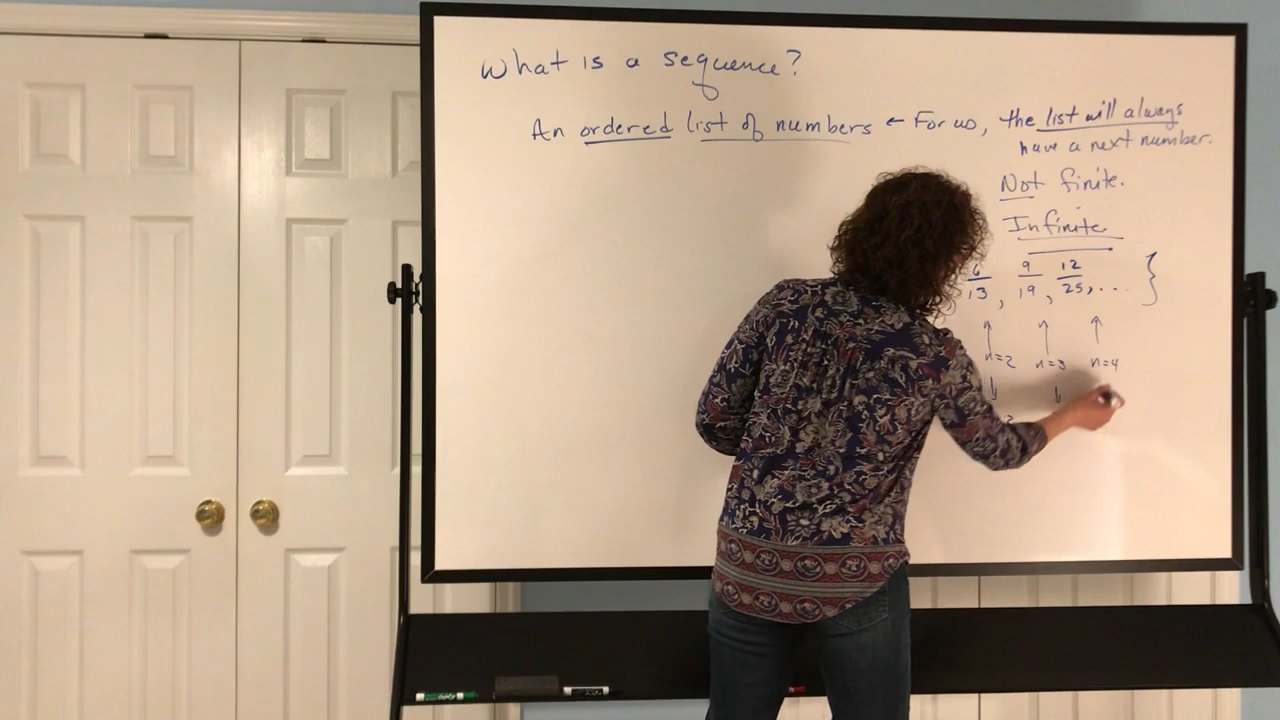 What is a sequence?
An ordered list of numbers ← For us, the list will always
have a next number.
Not finite.
Infinite.
6/13, 9/19, 12/25, ... }
↑ ↑ ↑
n=2 n=3 n=4
↓ ↓